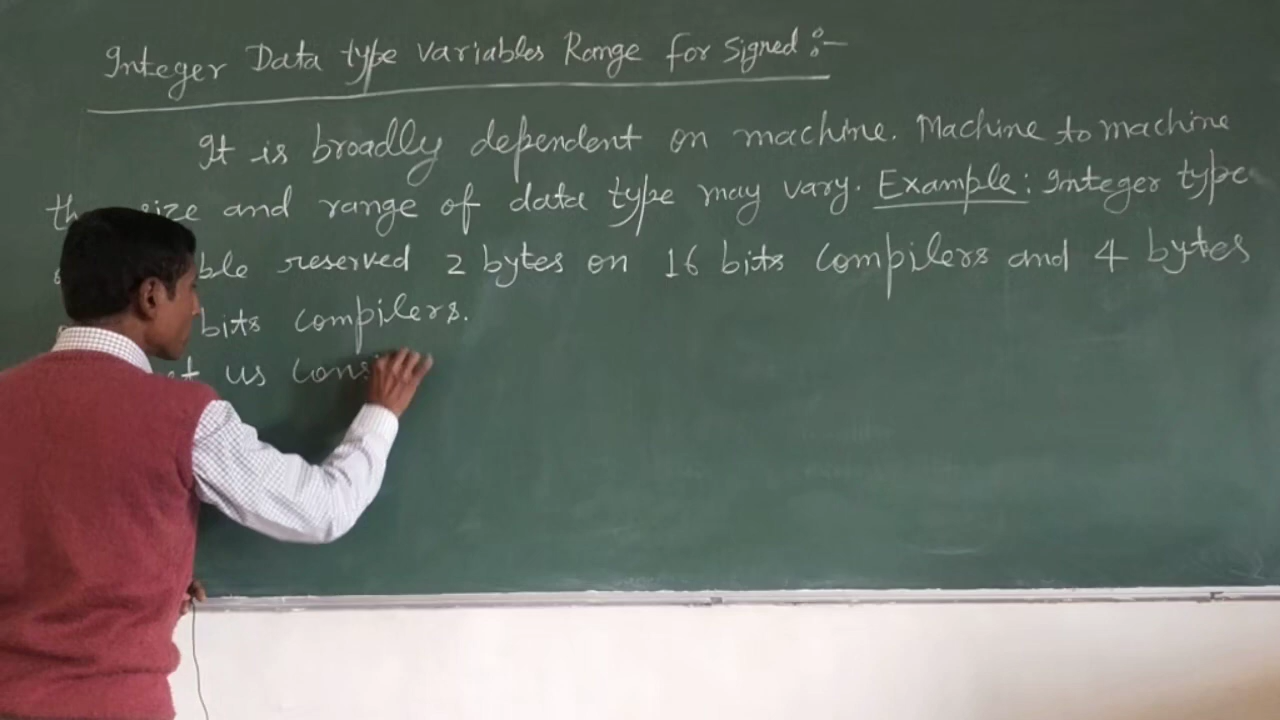 Integer Data type variables Range for signed :-
It is broadly dependent on machine. Machine to machine
size and range of data type may vary. Example: Integer type
reserved 2 bytes on 16 bits compilers and 4 bytes
bits compilers.
us